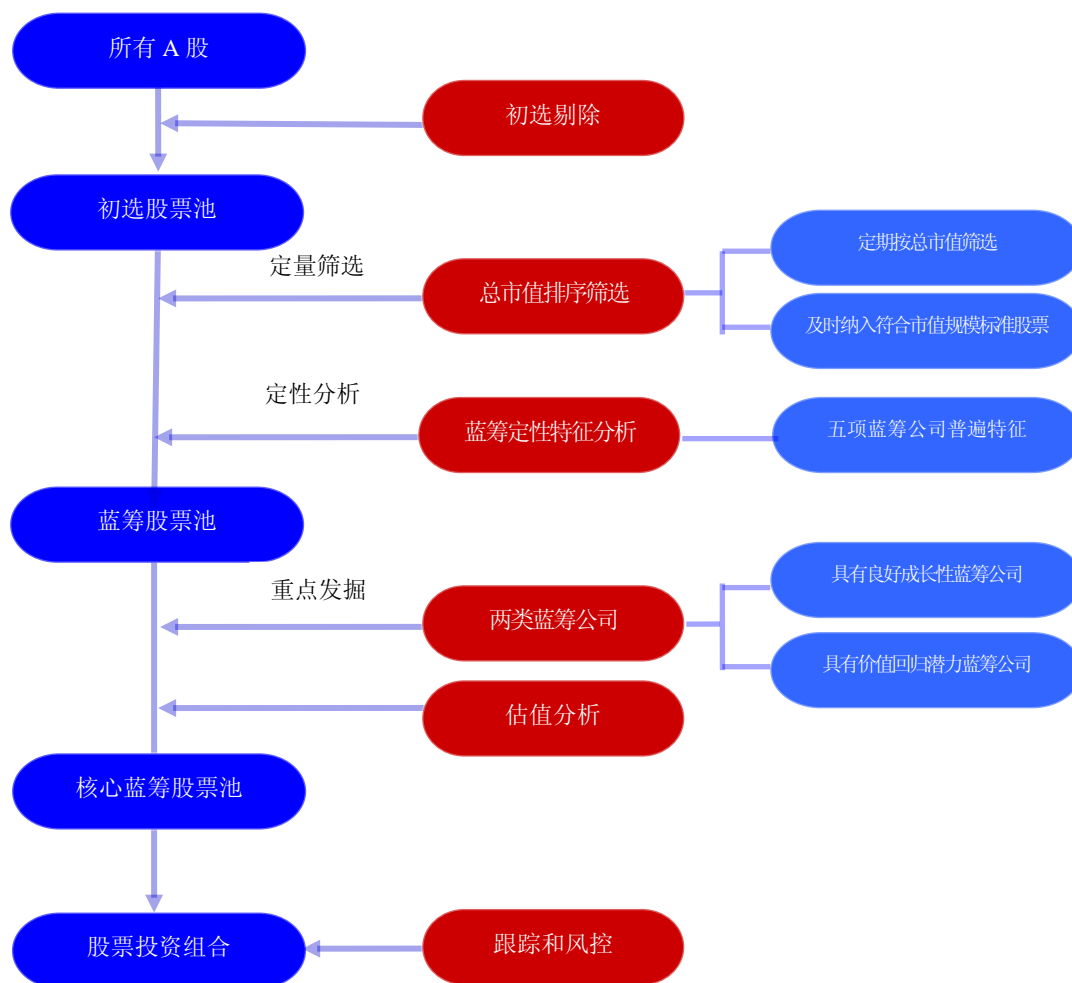 所有 A 股
初选剔除
初选股票池
定量筛选
总市值排序筛选
定期按总市值筛选
及时纳入符合市值规模标准股票
定性分析
蓝筹定性特征分析
五项蓝筹公司普遍特征
蓝筹股票池
重点发掘
两类蓝筹公司
具有良好成长性蓝筹公司
具有价值回归潜力蓝筹公司
估值分析
核心蓝筹股票池
股票投资组合
跟踪和风控